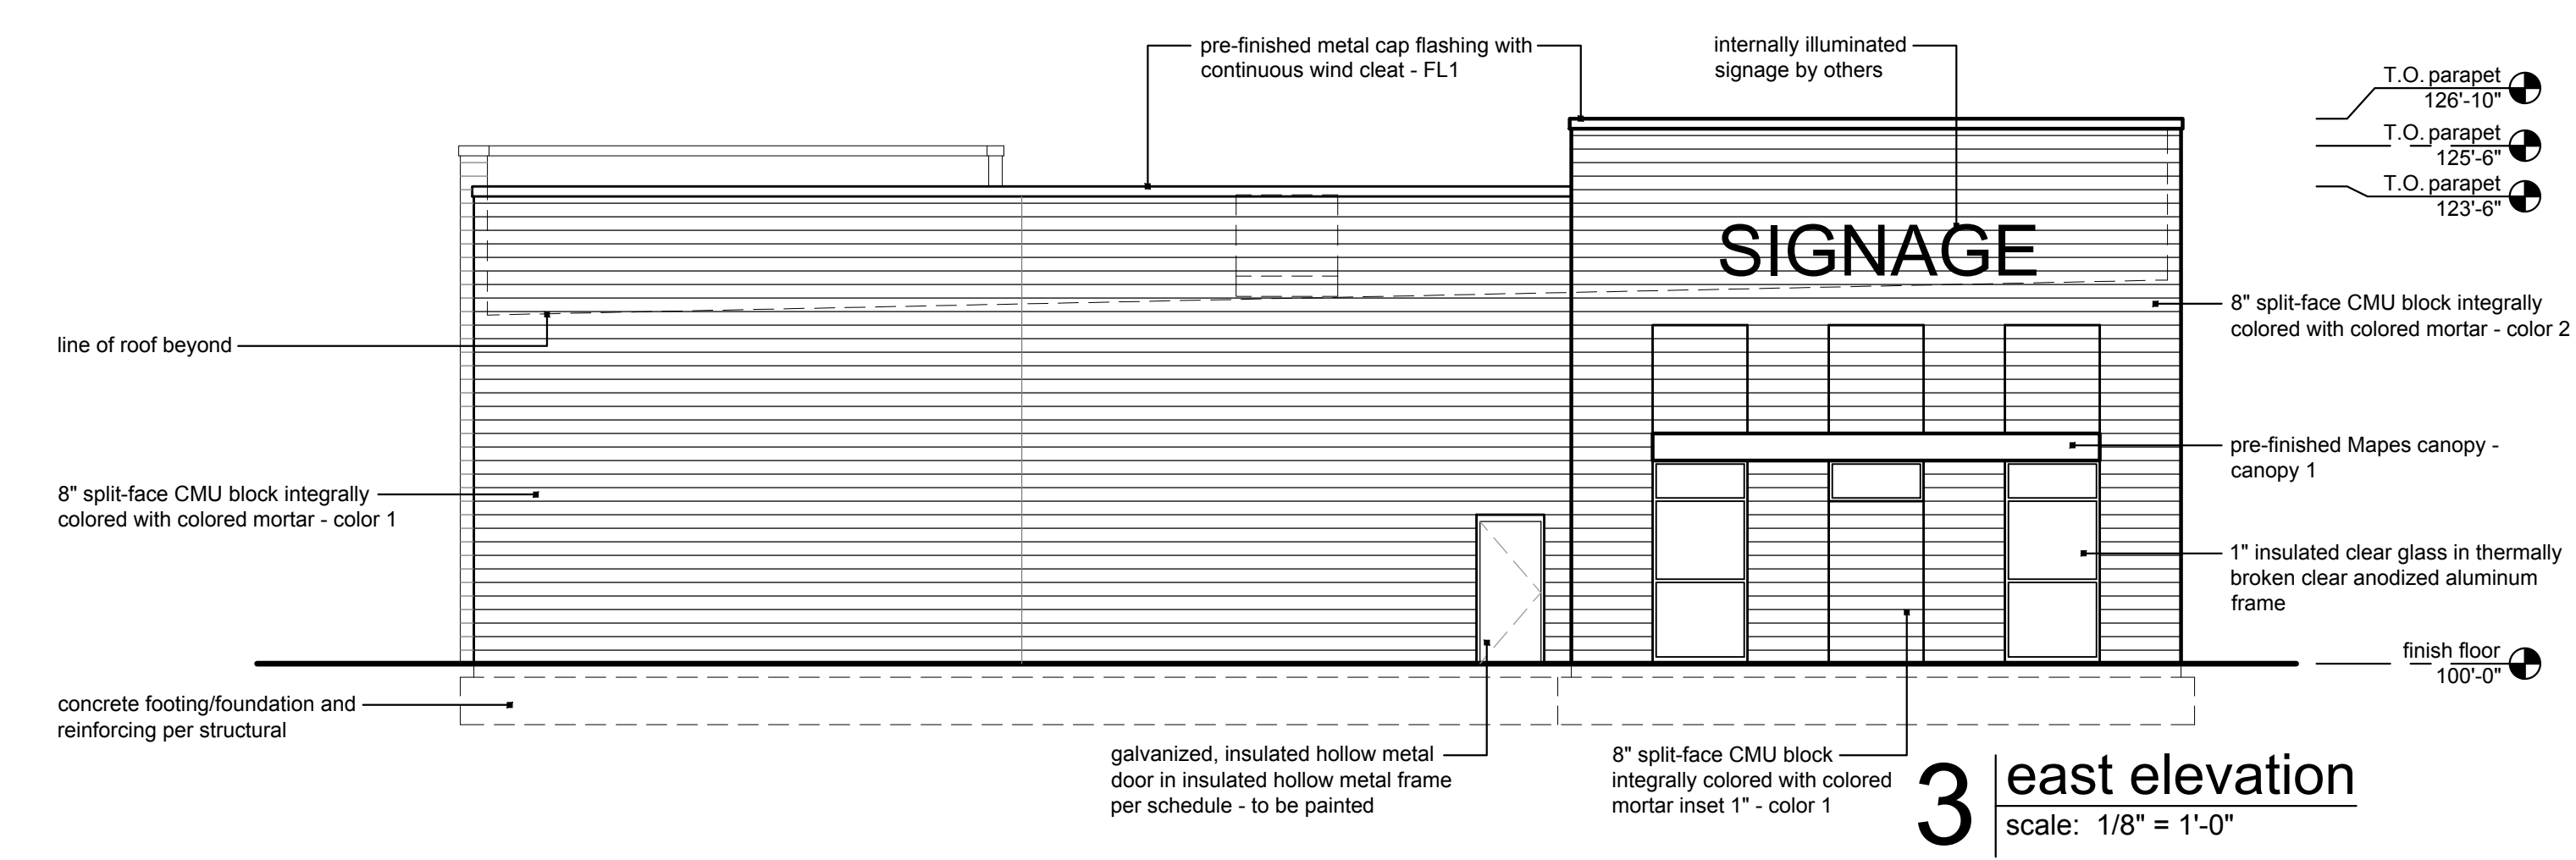 pre-finished metal cap flashing with
continuous wind cleat - FL1
internally illuminated
signage by others
T.O. parapet
126'-10"
T.O. parapet
125'-6"
T.O. parapet
123'-6"
SIGNAGE
8" split-face CMU block integrally
colored with colored mortar - color 2
line of roof beyond
pre-finished Mapes canopy -
canopy 1
8" split-face CMU block integrally
colored with colored mortar - color 1
1" insulated clear glass in thermally
broken clear anodized aluminum
frame
finish floor
100'-0"
concrete footing/foundation and
reinforcing per structural
galvanized, insulated hollow metal
door in insulated hollow metal frame
per schedule - to be painted
8" split-face CMU block
integrally colored with colored
mortar inset 1" - color 1
3
east elevation
scale: 1/8" = 1'-0"